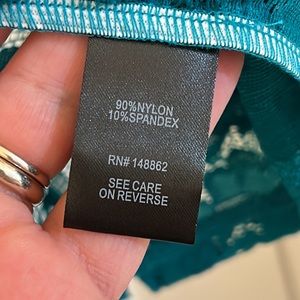 90%NYLON
10%SPANDEX
RN# 148862
SEE CARE
ON REVERSE